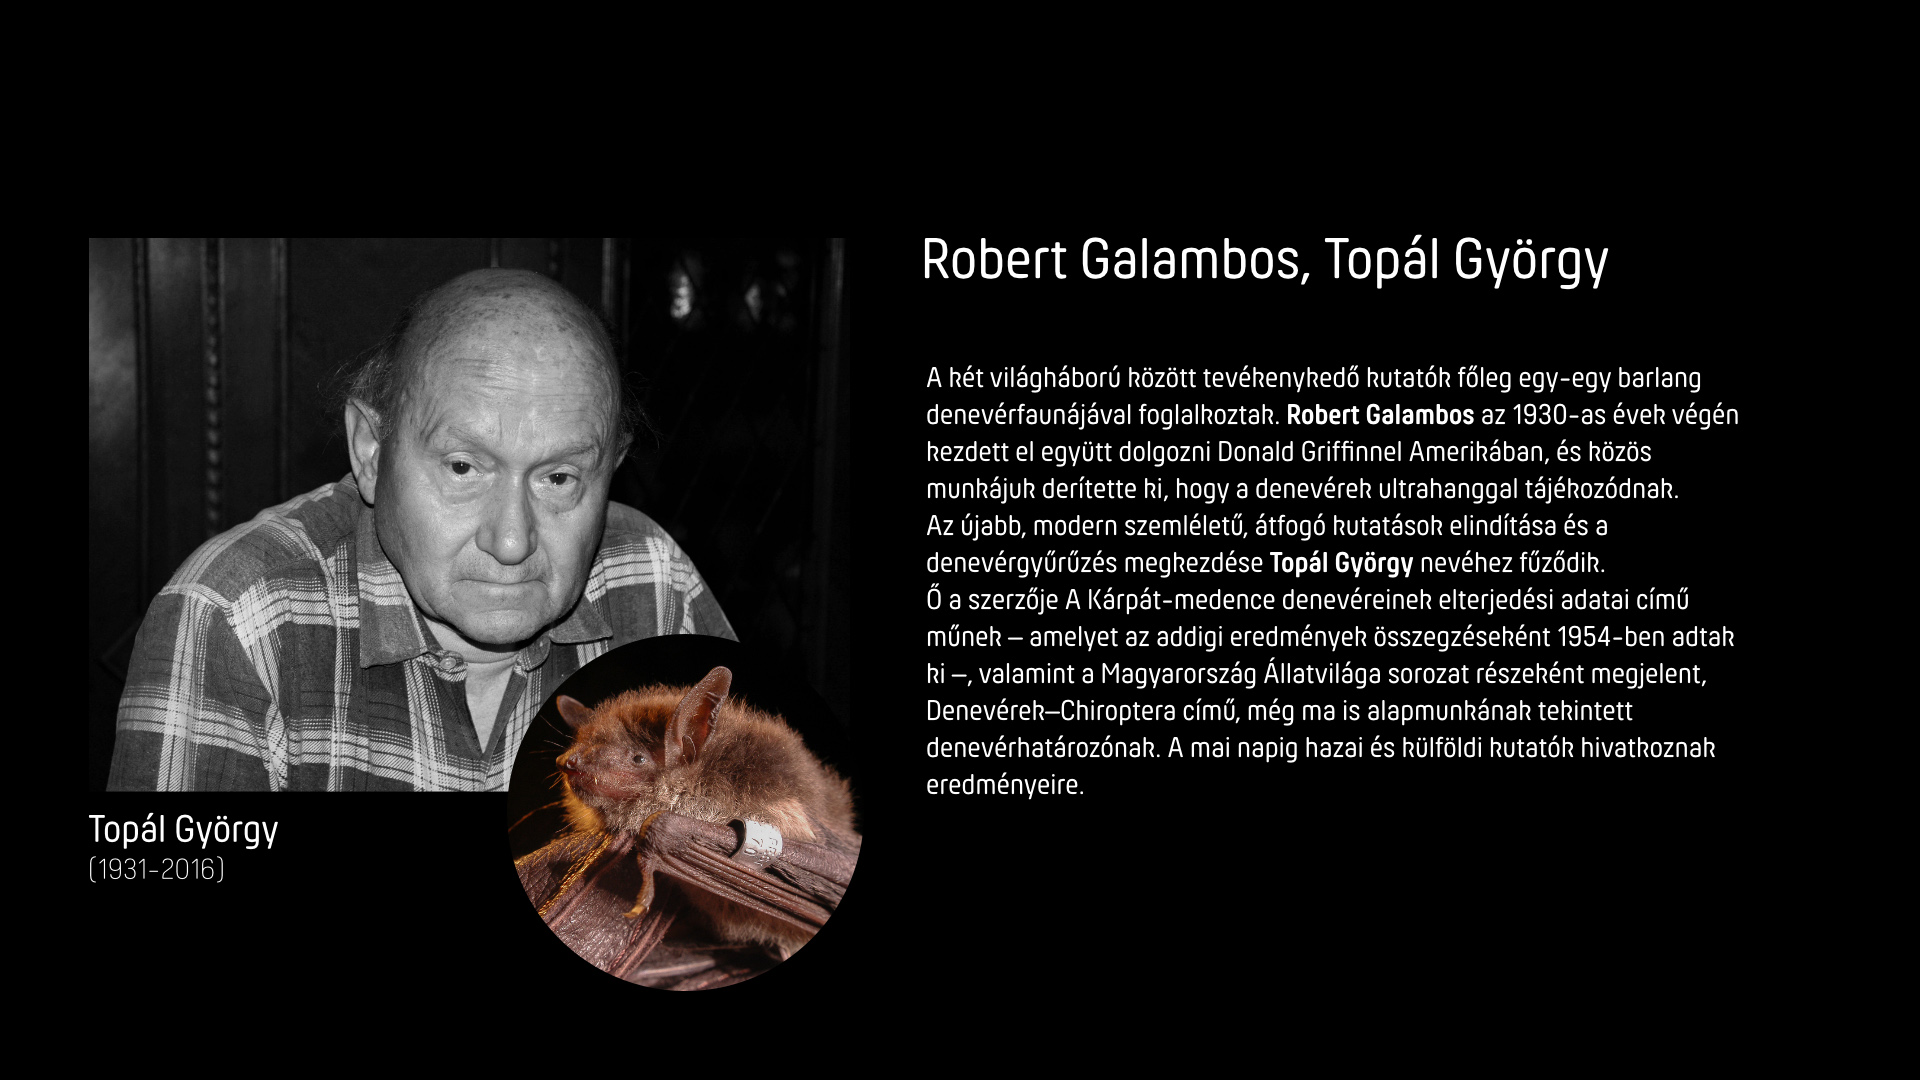 Robert Galambos, Topál György
A két világháború között tevékenykedő kutatók főleg egy-egy barlang
denevérfaunájával foglalkoztak. Robert Galambos az 1930-as évek végén
kezdett el együtt dolgozni Donald Griffinnel Amerikában, és közös
munkájuk derítette ki, hogy a denevérek ultrahanggal tájékozódnak.
Az újabb, modern szemléletű, átfogó kutatások elindítása és a
denevérgyűrűzés megkezdése Topál György nevéhez fűződik.
Ő a szerzője A Kárpát-medence denevéreinek elterjedési adatai című
műnek – amelyet az addigi eredmények összegzéseként 1954-ben adtak
ki –, valamint a Magyarország Állatvilága sorozat részeként megjelent,
Denevérek–Chiroptera című, még ma is alapmunkának tekintett
denevérhatározónak. A mai napig hazai és külföldi kutatók hivatkoznak
eredményeire.
Topál György
(1931-2016)